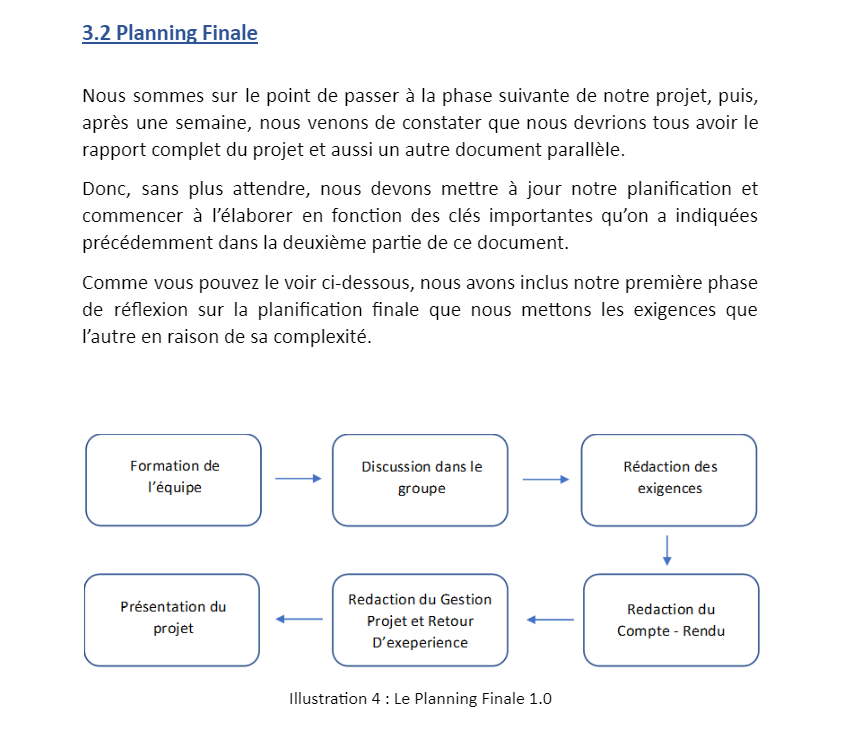 3.2 Planning Finale
Nous sommes sur le point de passer à la phase suivante de notre projet, puis,
après une semaine, nous venons de constater que nous devrions tous avoir le
rapport complet du projet et aussi un autre document parallèle.
Donc, sans plus attendre, nous devons mettre à jour notre planification et
commencer à l’élaborer en fonction des clés importantes qu’on a indiquées
précédemment dans la deuxième partie de ce document.
Comme vous pouvez le voir ci-dessous, nous avons inclus notre première phase
de réflexion sur la planification finale que nous mettons les exigences que
l’autre en raison de sa complexité.
Formation de
l’équipe
Discussion dans le
groupe
Rédaction des
exigences
Redaction du
Compte - Rendu
Redaction du Gestion
Projet et Retour
D’exeperience
Présentation du
projet
Illustration 4 : Le Planning Finale 1.0